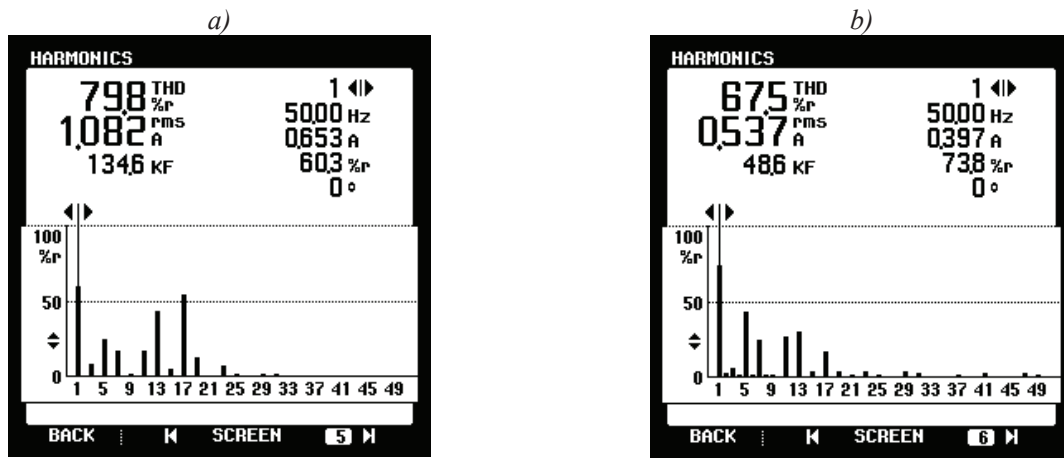 a)
HARMONICS
79,8 THD %r
1,082 rms A
134,6 KF
1
50,00 Hz
0,653 A
60,3 %r
0 °
100
%r
50
0
1 5 9 13 17 21 25 29 33 37 41 45 49
BACK SCREEN 5
b)
HARMONICS
67,5 THD %r
0,537 rms A
48,6 KF
1
50,00 Hz
0,397 A
73,8 %r
0 °
100
%r
50
0
1 5 9 13 17 21 25 29 33 37 41 45 49
BACK SCREEN 6